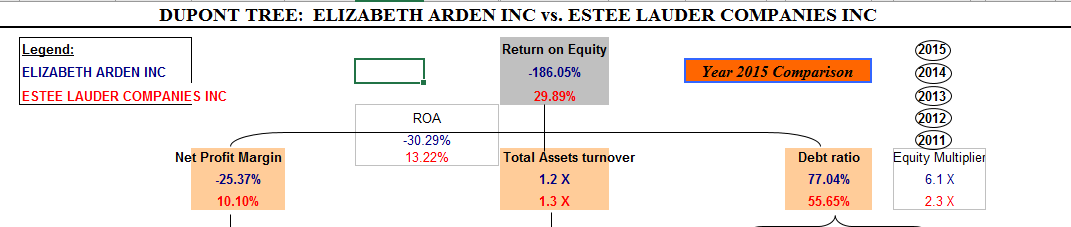 DUPONT TREE: ELIZABETH ARDEN INC vs. ESTEE LAUDER COMPANIES INC
Legend:
ELIZABETH ARDEN INC
ESTEE LAUDER COMPANIES INC
Return on Equity
-186.05%
29.89%
Year 2015 Comparison
2015
2014
2013
2012
2011
ROA
-30.29%
13.22%
Net Profit Margin
-25.37%
10.10%
Total Assets turnover
1.2 X
1.3 X
Debt ratio
77.04%
55.65%
Equity Multiplier
6.1 X
2.3 X